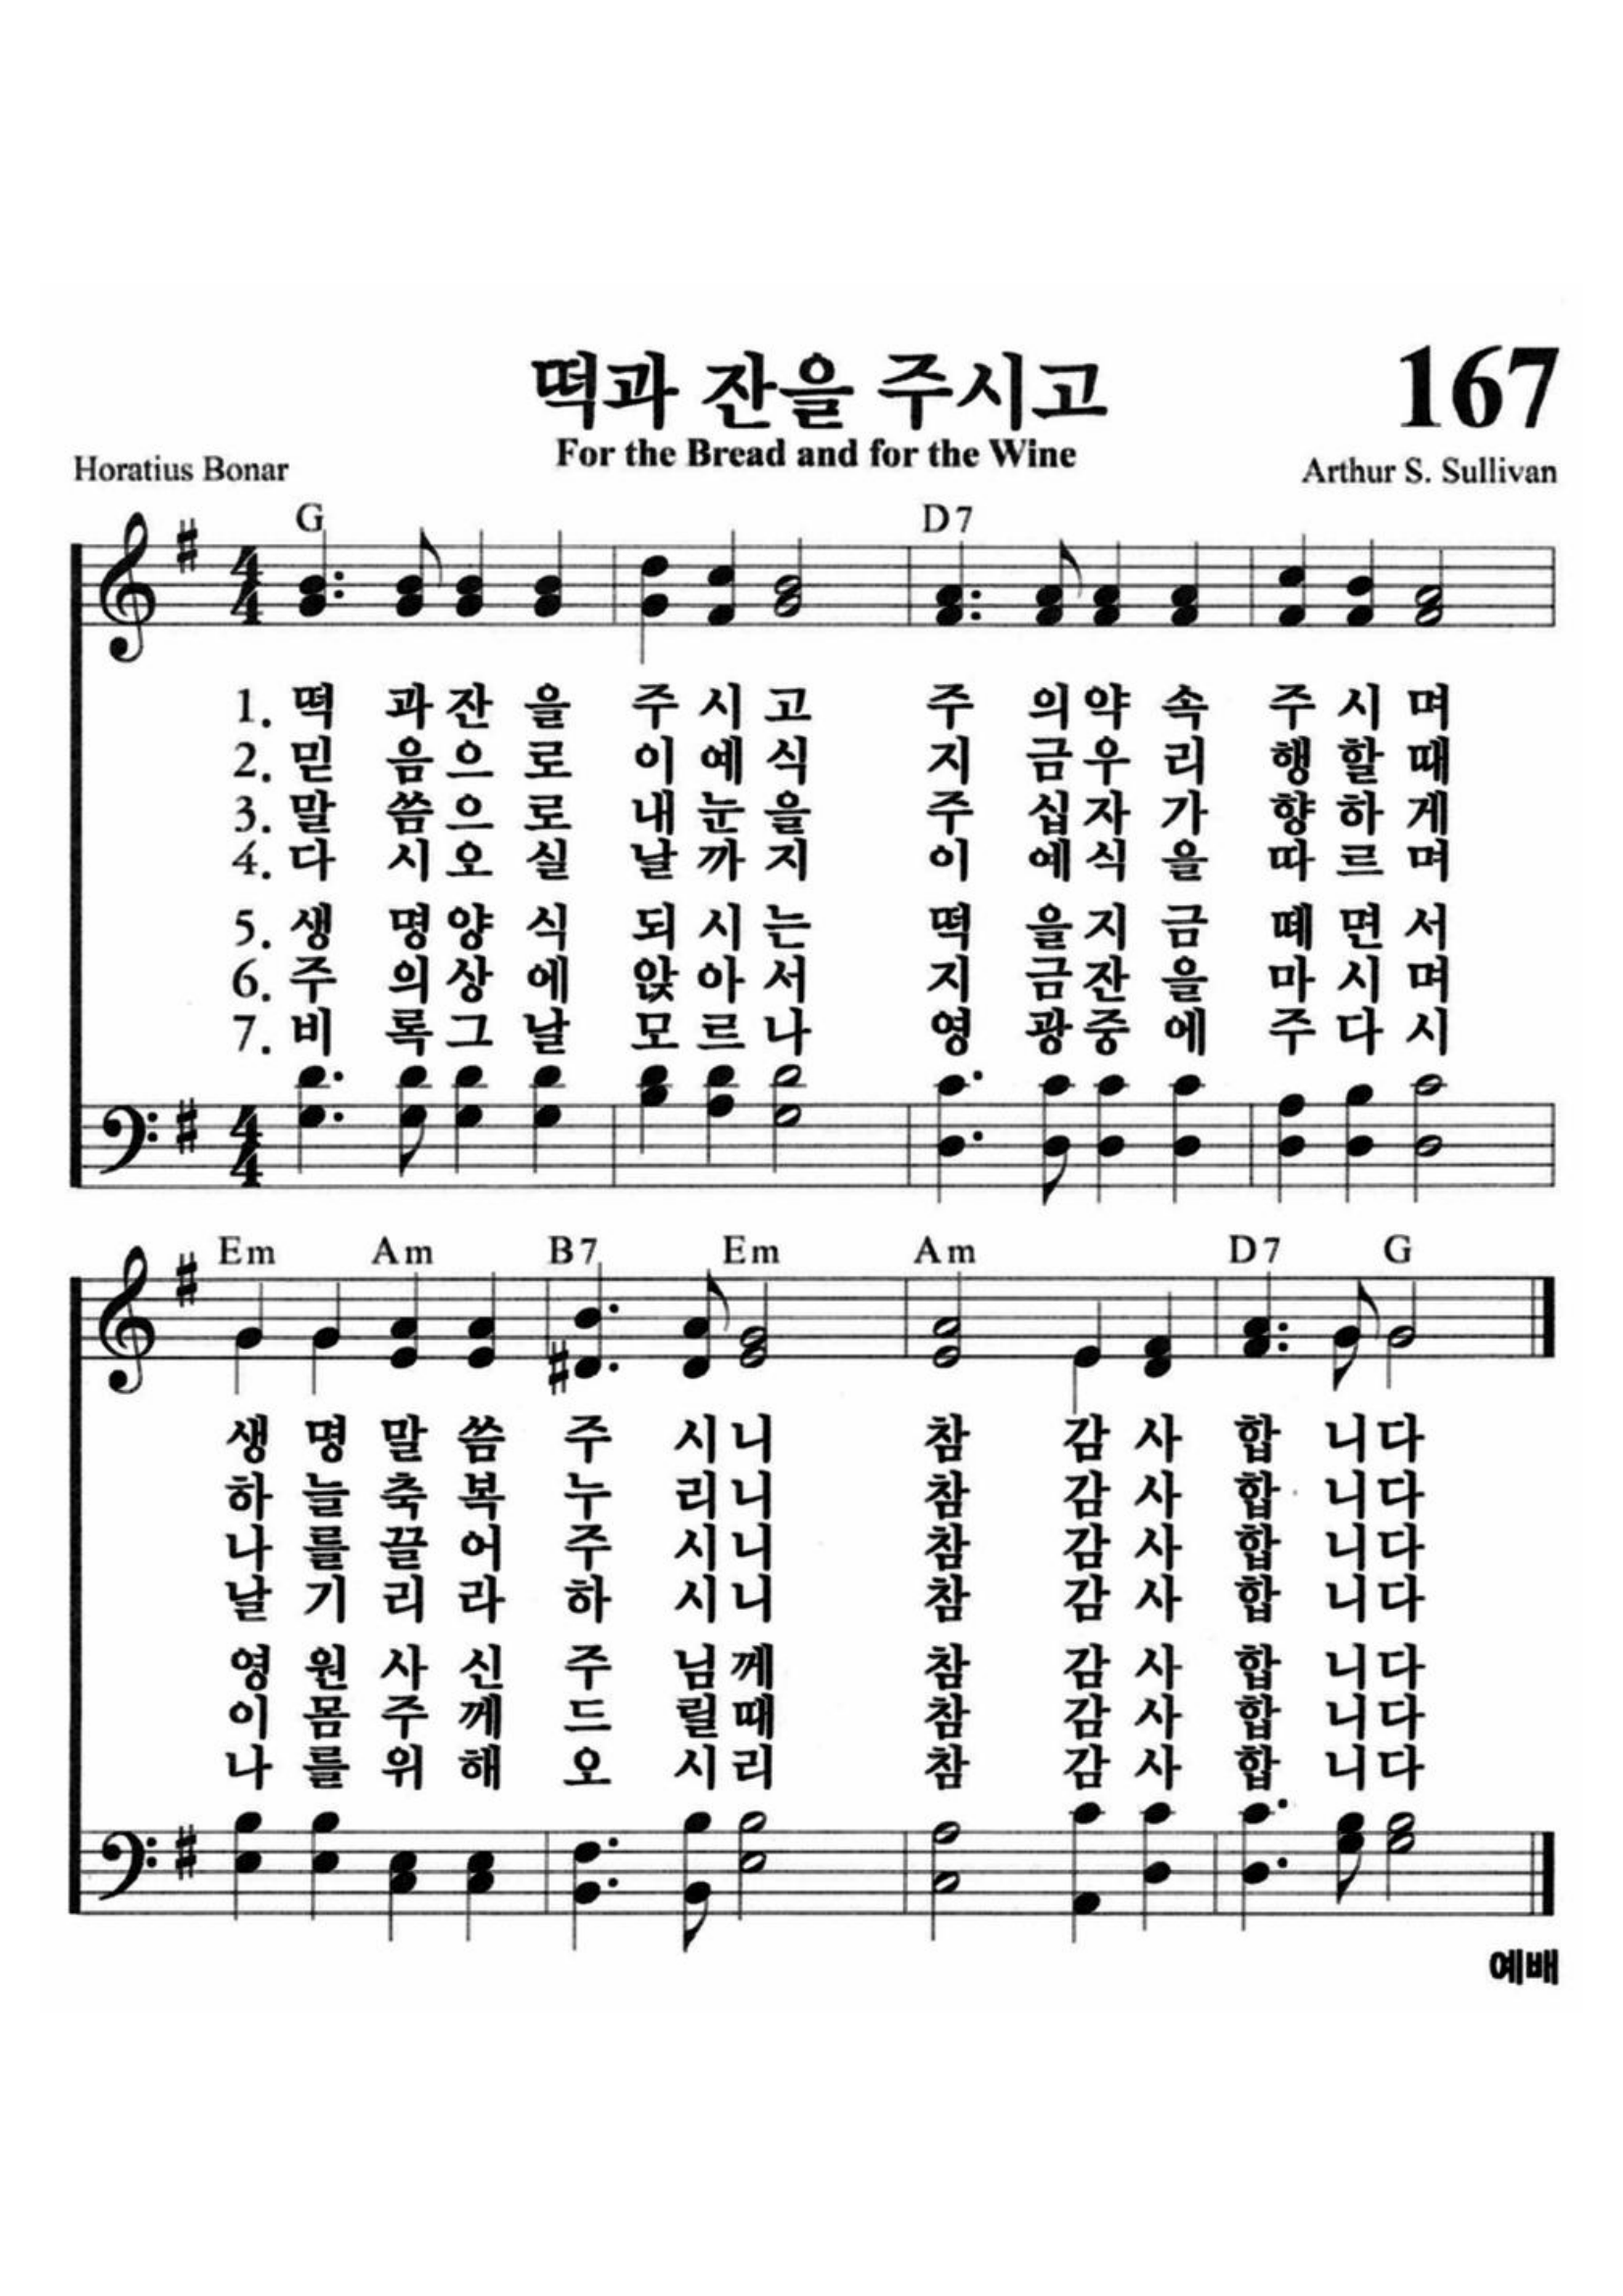 떡과 잔을 주시고
167
For the Bread and for the Wine
Horatius Bonar
Arthur S. Sullivan
G D7
1. 떡 과 잔 을 주 시 고 주 의 약 속 주 시 며
2. 믿 음 으 로 이 예 식 지 금 우 리 행 할 때
3. 말 씀 으 로 내 눈 을 주 십 자 가 향 하 게
4. 다 시 오 실 날 까 지 이 예 식 을 따 르 며
5. 생 명 양 식 되 시 는 떡 을 지 금 떼 면 서
6. 주 의 상 에 앉 아 서 지 금 잔 을 마 시 며
7. 비 록 그 날 모 르 나 영 광 중 에 주 다 시
Em Am B7 Em Am D7 G
생 명 말 씀 주 시 니 참 감 사 합 니 다
하 늘 축 복 누 리 니 참 감 사 합 니 다
나 를 끌 어 주 시 니 참 감 사 합 니 다
날 기 리 라 하 시 니 참 감 사 합 니 다
영 원 사 신 주 님 께 참 감 사 합 니 다
이 몸 주 께 드 릴 때 참 감 사 합 니 다
나 를 위 해 오 시 리 참 감 사 합 니 다
예배